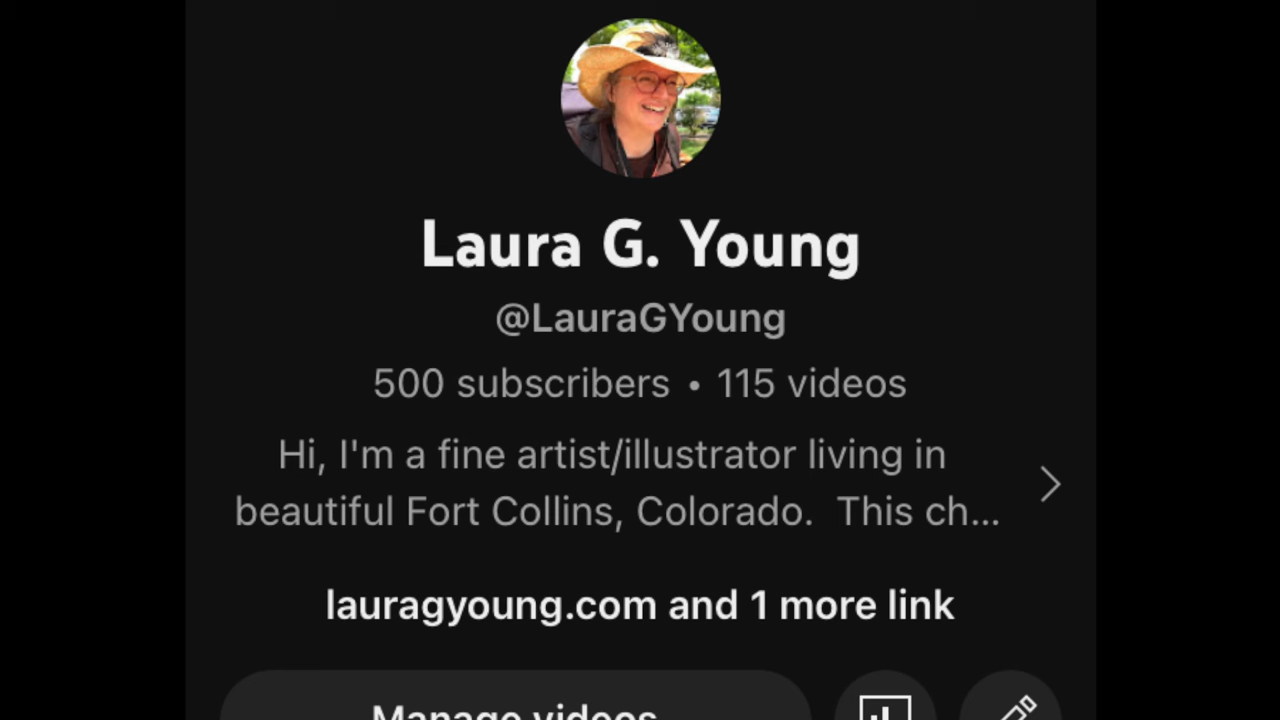 Laura G. Young
@LauraGYoung
500 subscribers • 115 videos
Hi, I'm a fine artist/illustrator living in
beautiful Fort Collins, Colorado.  This ch...
lauragyoung.com and 1 more link
Manage videos